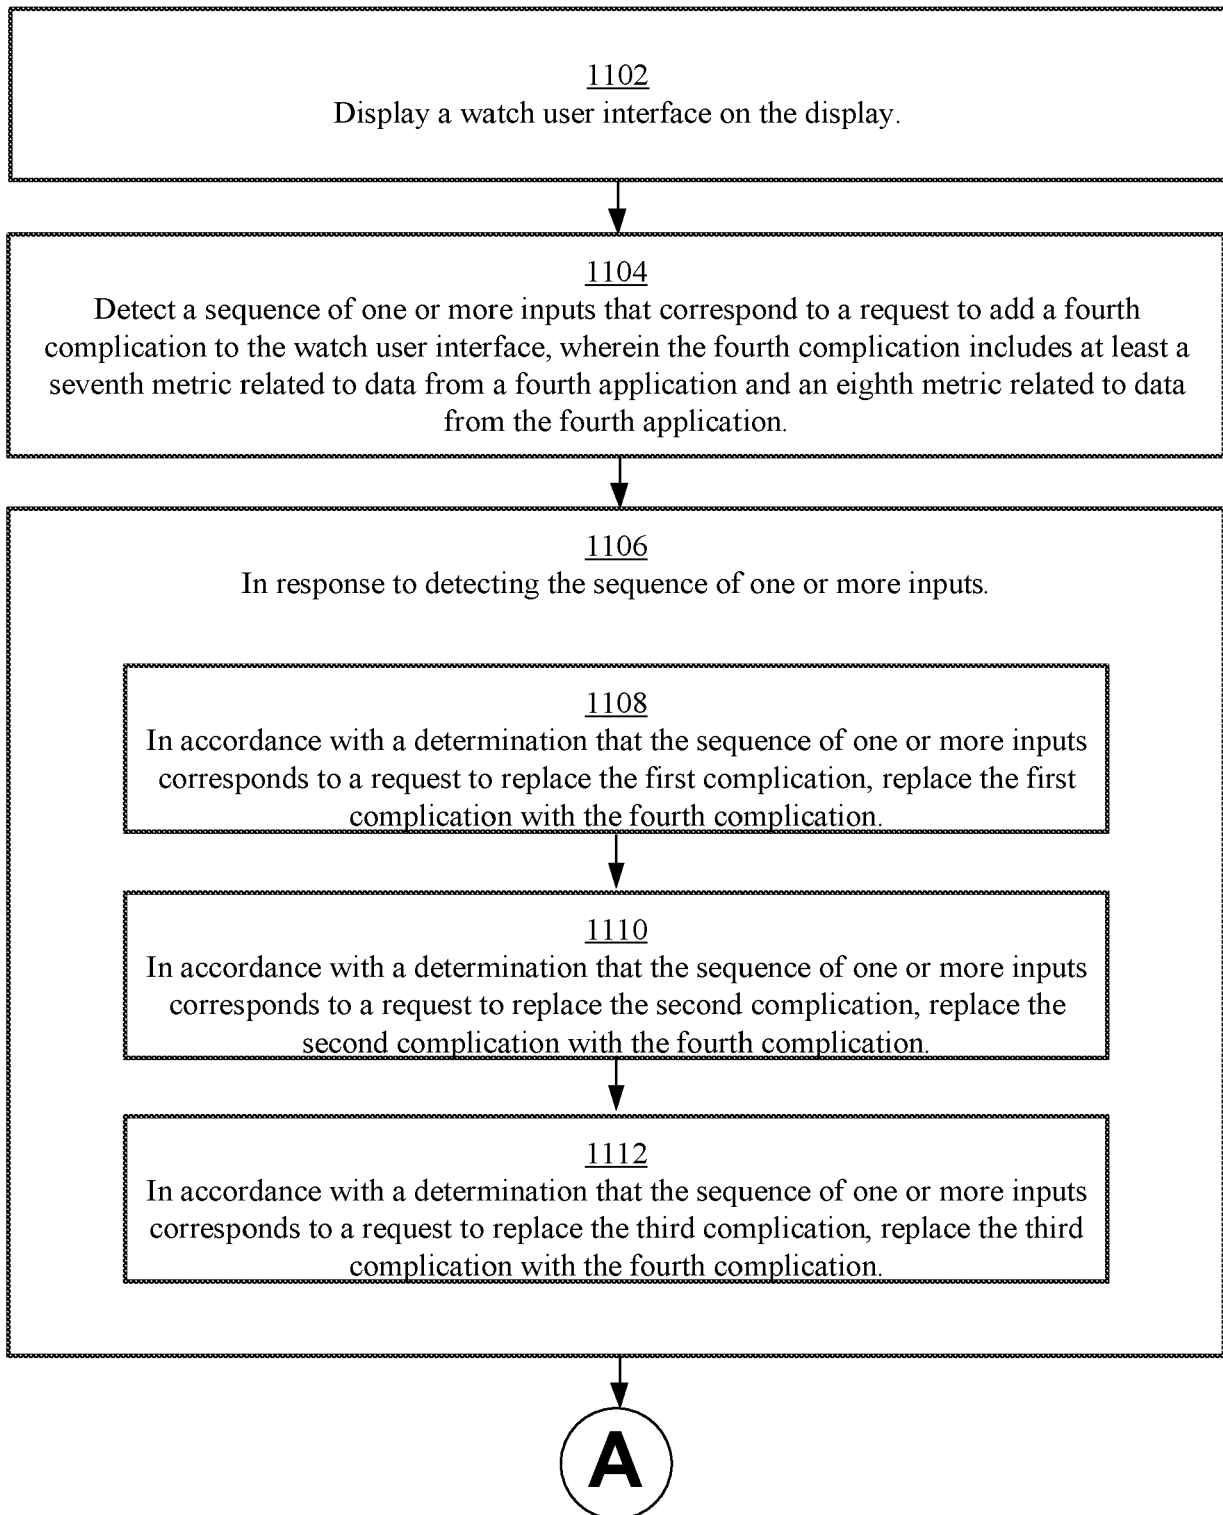 1102
Display a watch user interface on the display.
1104
Detect a sequence of one or more inputs that correspond to a request to add a fourth
complication to the watch user interface, wherein the fourth complication includes at least a
seventh metric related to data from a fourth application and an eighth metric related to data
from the fourth application.
1106
In response to detecting the sequence of one or more inputs.
1108
In accordance with a determination that the sequence of one or more inputs
corresponds to a request to replace the first complication, replace the first
complication with the fourth complication.
1110
In accordance with a determination that the sequence of one or more inputs
corresponds to a request to replace the second complication, replace the
second complication with the fourth complication.
1112
In accordance with a determination that the sequence of one or more inputs
corresponds to a request to replace the third complication, replace the third
complication with the fourth complication.
A